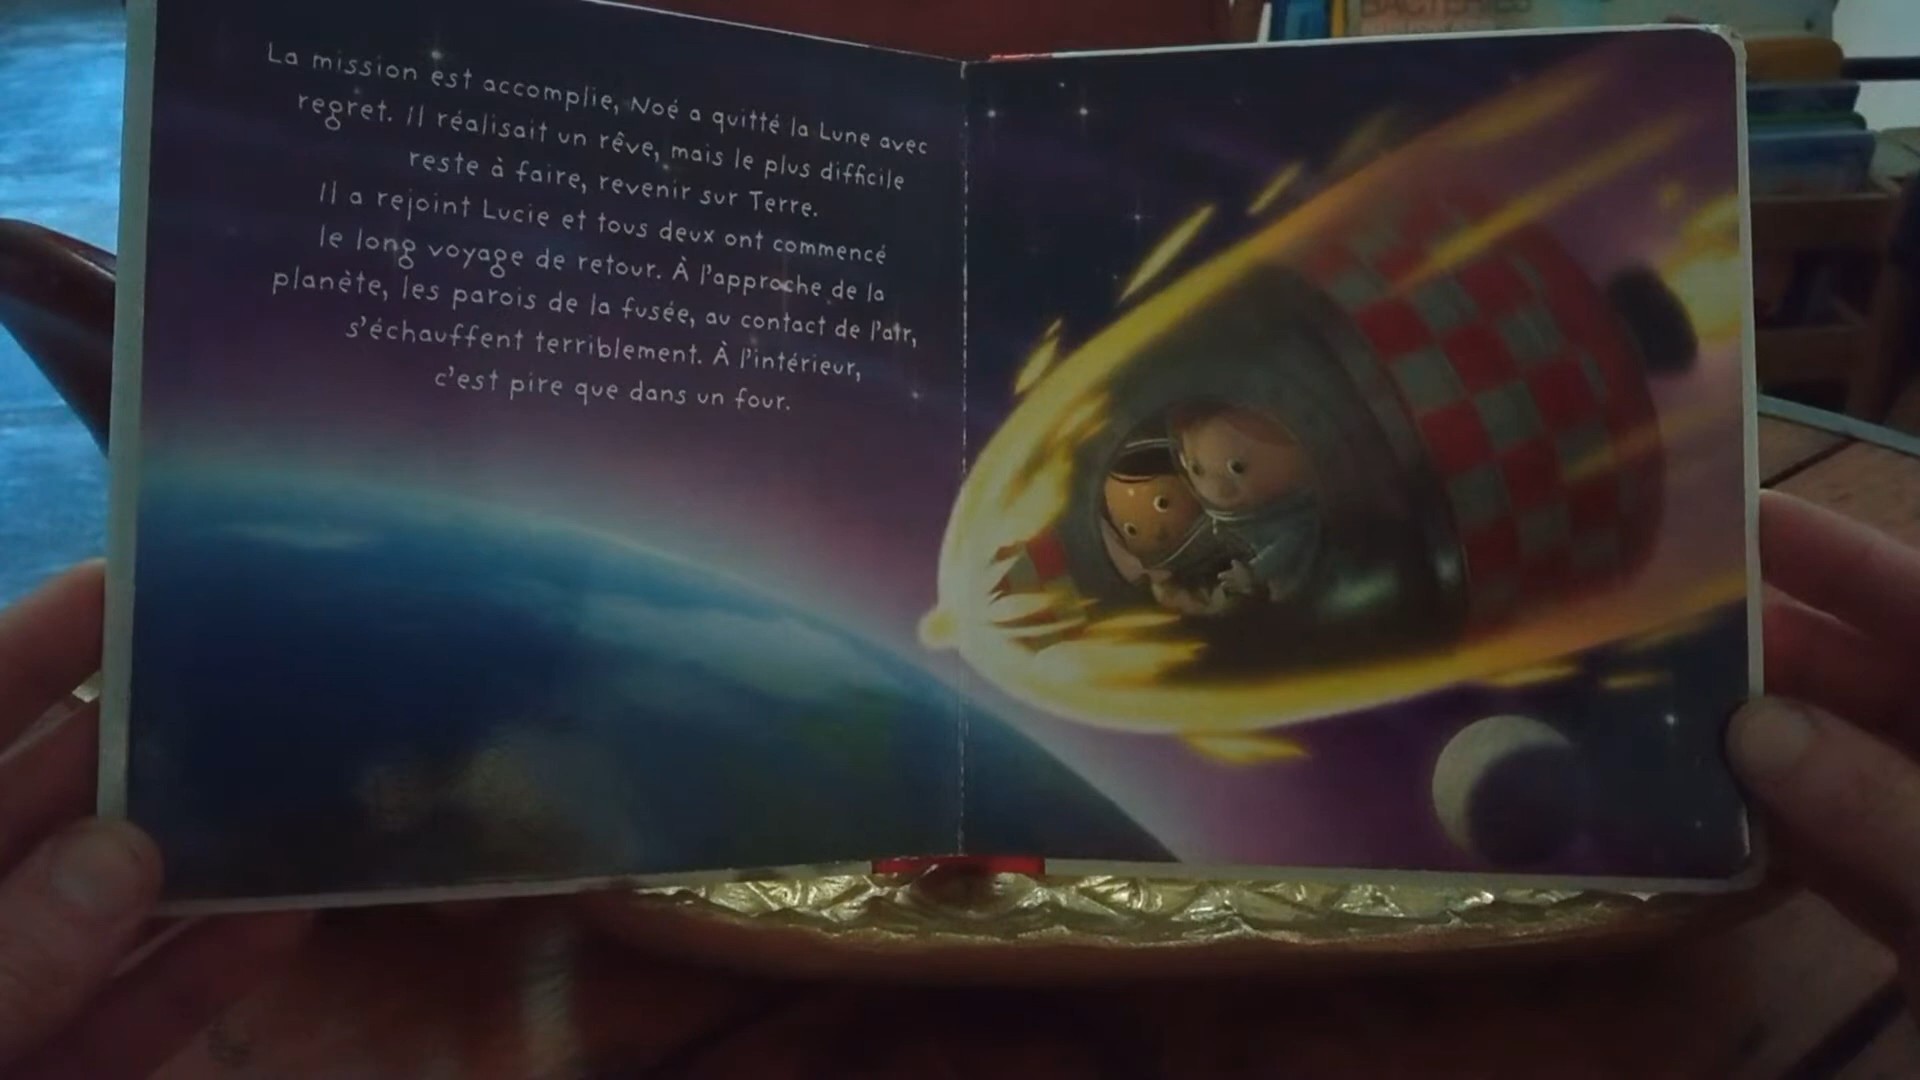 BACTÉRIES
La mission est accomplie, Noé a quitté la Lune avec
regret. Il réalisait un rêve, mais le plus difficile
reste à faire, revenir sur Terre.
Il a rejoint Lucie et tous deux ont commencé
le long voyage de retour. À l'approche de la
planète, les parois de la fusée, au contact de l'air,
s'échauffent terriblement. À l'intérieur,
c'est pire que dans un four.